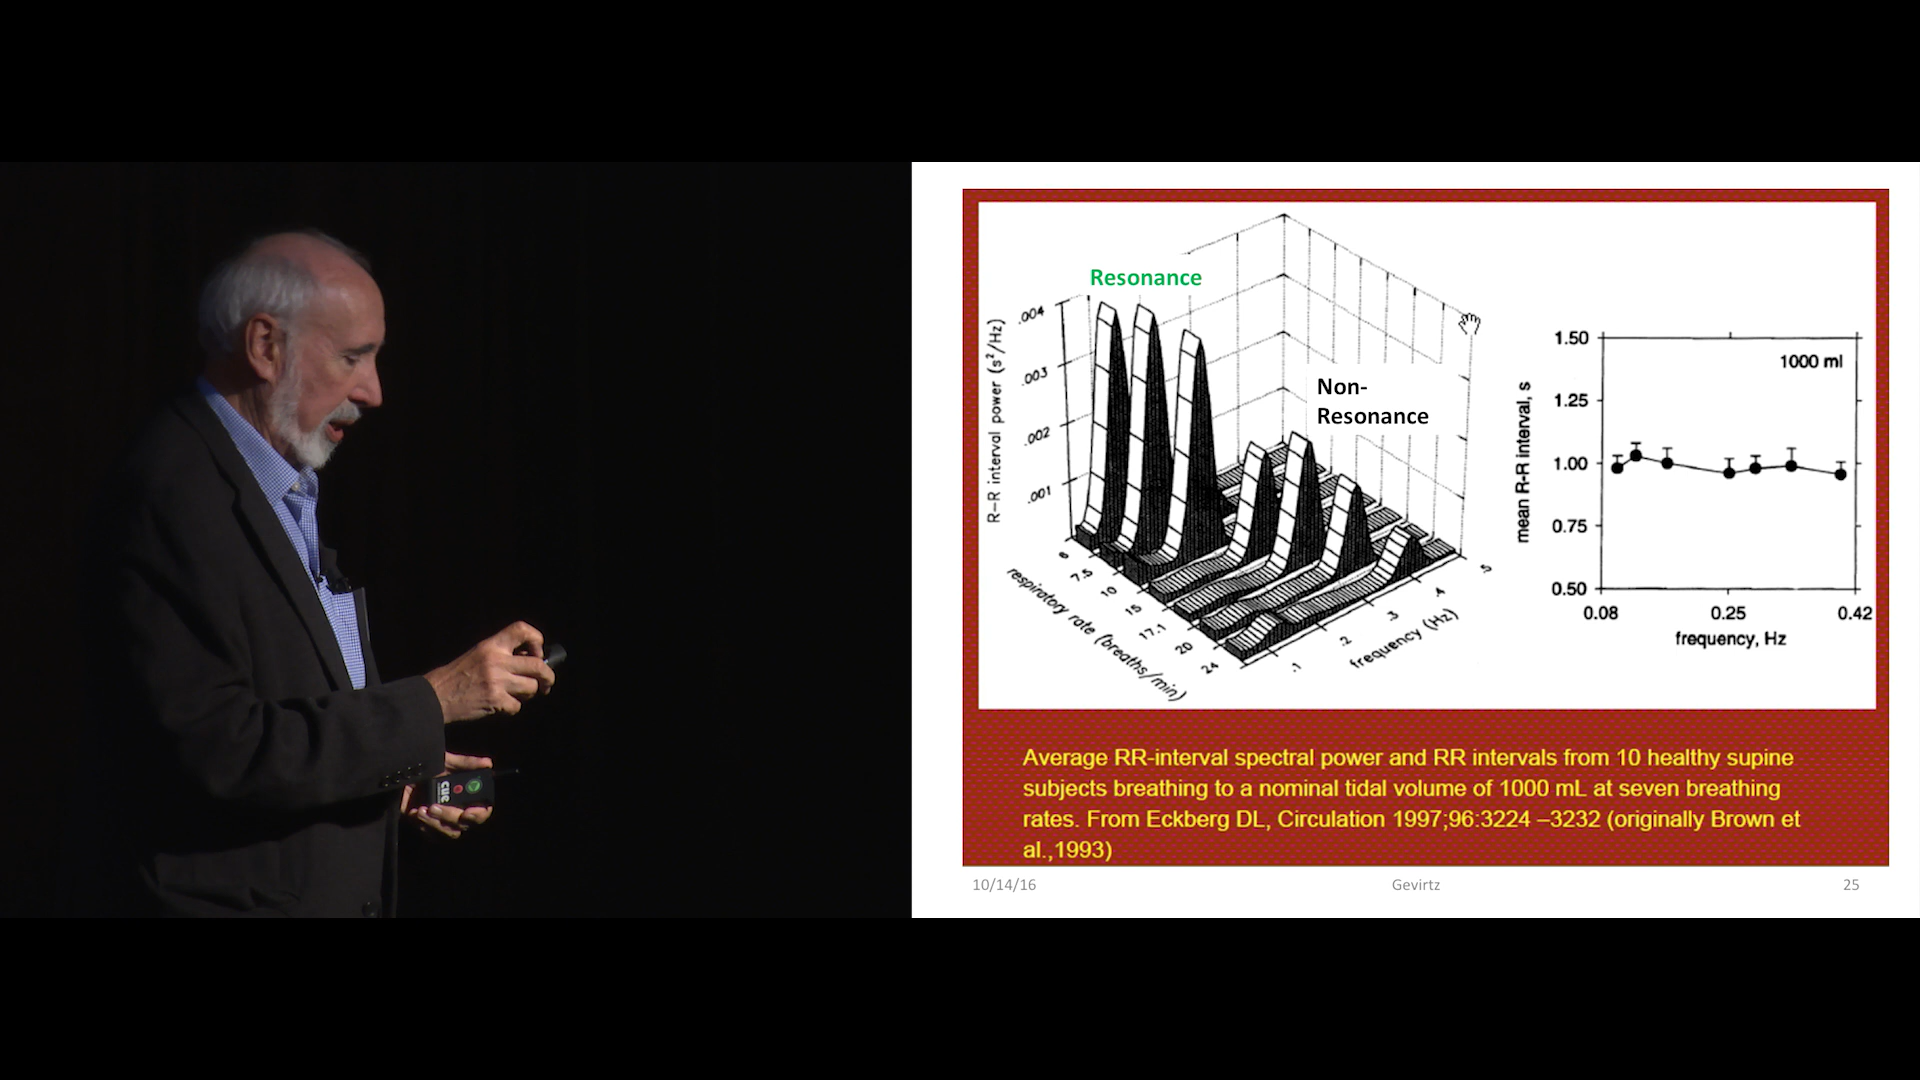 cue
Resonance
Non-
Resonance
R-R interval power (s²/Hz)
.004
.003
.002
.001
6
7.5
10
15
17.1
20
24
respiratory rate (breaths/min)
.1
.2
.3
.4
.5
frequency (Hz)
1000 ml
mean R-R interval, s
1.50
1.25
1.00
0.75
0.50
0.08
0.25
0.42
frequency, Hz
Average RR-interval spectral power and RR intervals from 10 healthy supine
subjects breathing to a nominal tidal volume of 1000 mL at seven breathing
rates. From Eckberg DL, Circulation 1997;96:3224 –3232 (originally Brown et
al.,1993)
10/14/16
Gevirtz
25